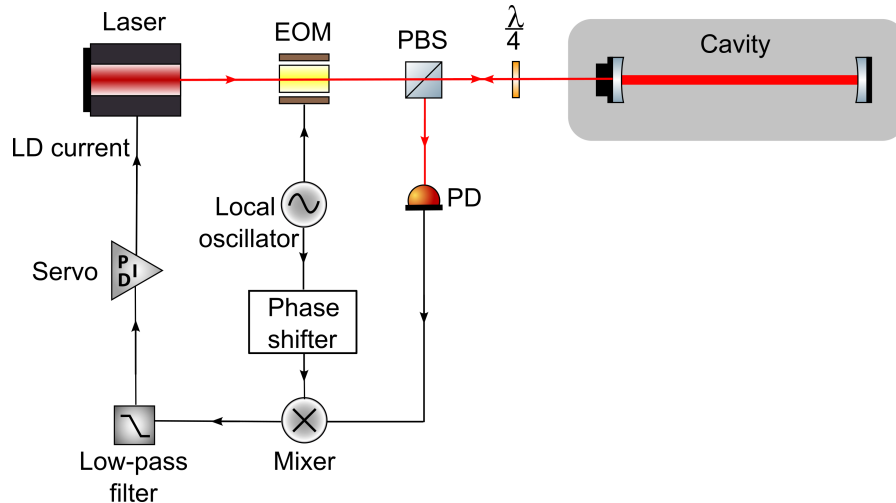 Laser
EOM
PBS
λ
4
Cavity
LD current
Local
oscillator
PD
Servo
P
I
D
Phase
shifter
Low-pass
filter
Mixer